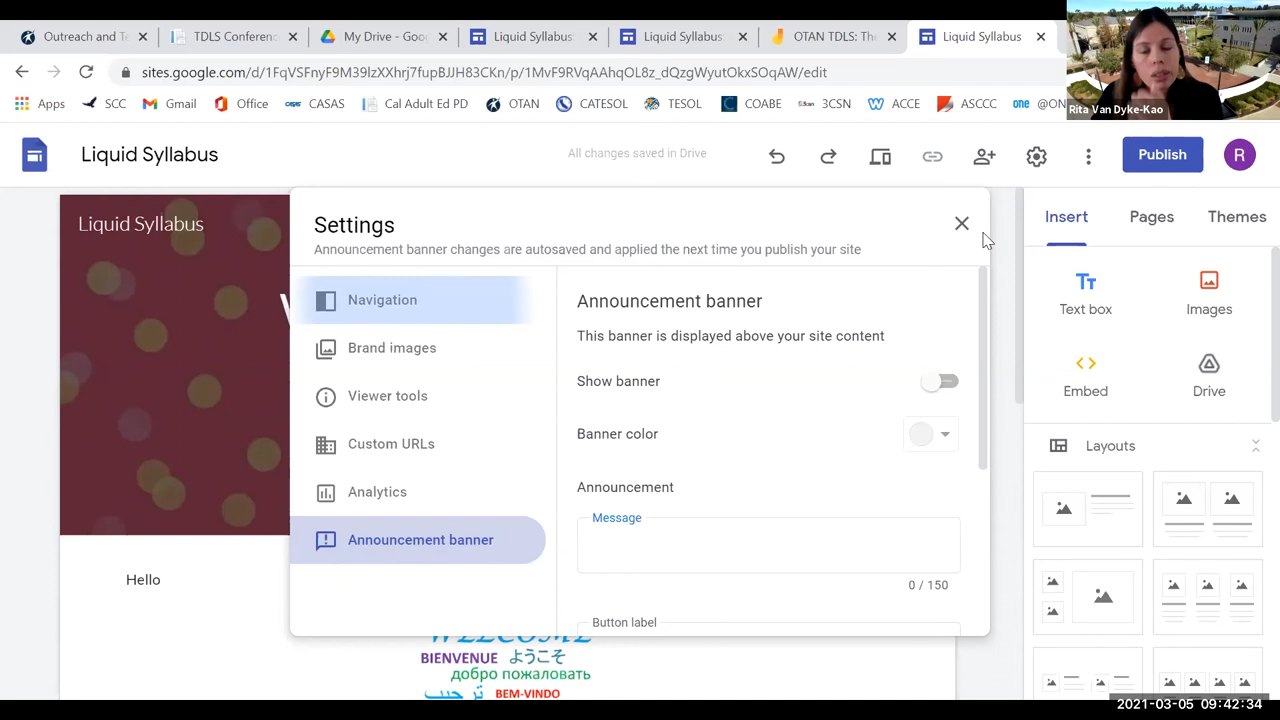 Outreach and Te
TDLS Conferenc
My Drive - Goog
Liquid Syllabus
Liquid Syllabus
OTAN TDLS: Thu
Liquid Syllabus
sites.google.com/d/1FqVSFnyF9M39IzXXhrj7fupBJJH83CKn/p/1MvF9RVqAAhqOL8z_dQzgWyutOkxSOqAW/edit
Apps SCC Gmail Office CASAS Cal Adult Ed PD OTAN CATESOL TESOL COABE 3CSN ACCE ASCCC @ON
Rita Van Dyke-Kao
Liquid Syllabus
All changes saved in Drive
Publish
R
Liquid Syllabus
Settings
Announcement banner changes are autosaved and applied the next time you publish your site
Navigation
Brand images
Viewer tools
Custom URLs
Analytics
Announcement banner
Announcement banner
This banner is displayed above your site content
Show banner
Banner color
Announcement
Message
0 / 150
Button label
Insert Pages Themes
Text box Images
Embed Drive
Layouts
Hello
WELCOME
BIENVENUE ようこそ
добро пожаловать
BEM-VINDO
2021-03-05 09:42:34